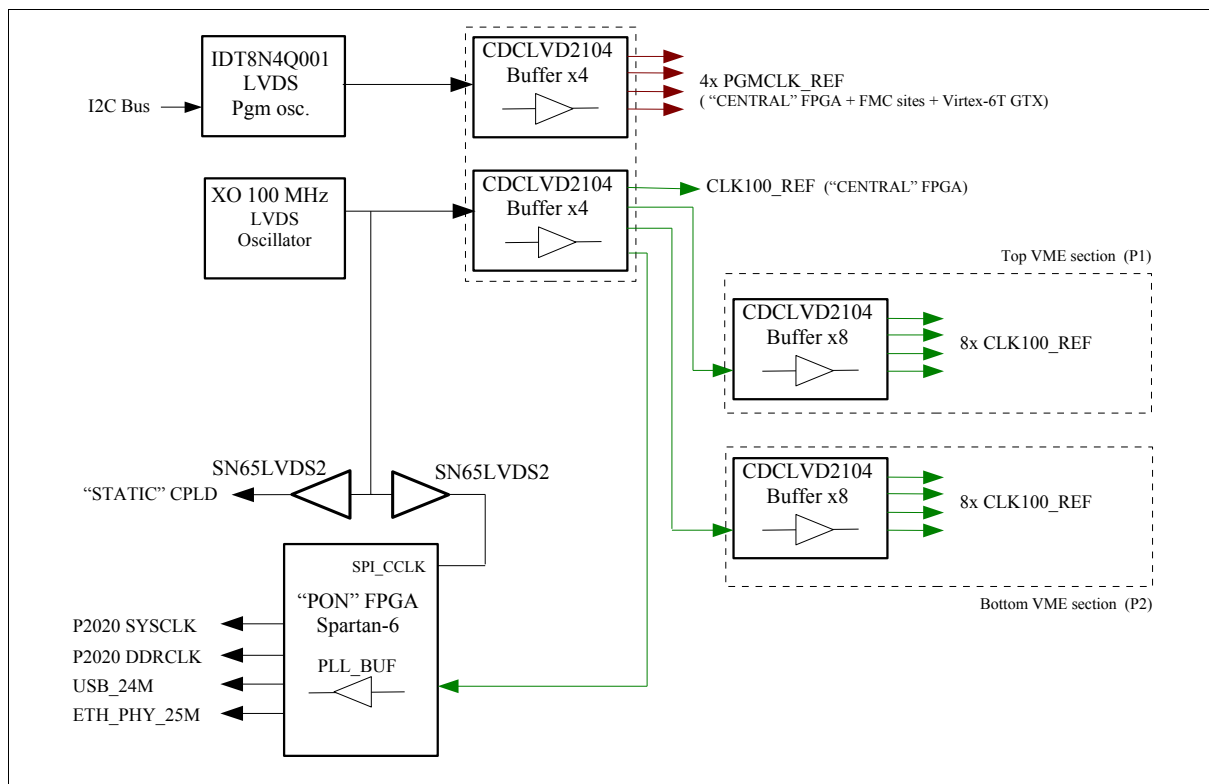 IDT8N4Q001
LVDS
Pgm osc.
I2C Bus
CDCLVD2104
Buffer x4
4x PGMCLK_REF
( “CENTRAL” FPGA + FMC sites + Virtex-6T GTX)
XO 100 MHz
LVDS
Oscillator
CDCLVD2104
Buffer x4
CLK100_REF (“CENTRAL” FPGA)
Top VME section (P1)
CDCLVD2104
Buffer x8
8x CLK100_REF
SN65LVDS2
SN65LVDS2
“STATIC” CPLD
CDCLVD2104
Buffer x8
8x CLK100_REF
Bottom VME section (P2)
SPI_CCLK
“PON” FPGA
Spartan-6
PLL_BUF
P2020 SYSCLK
P2020 DDRCLK
USB_24M
ETH_PHY_25M